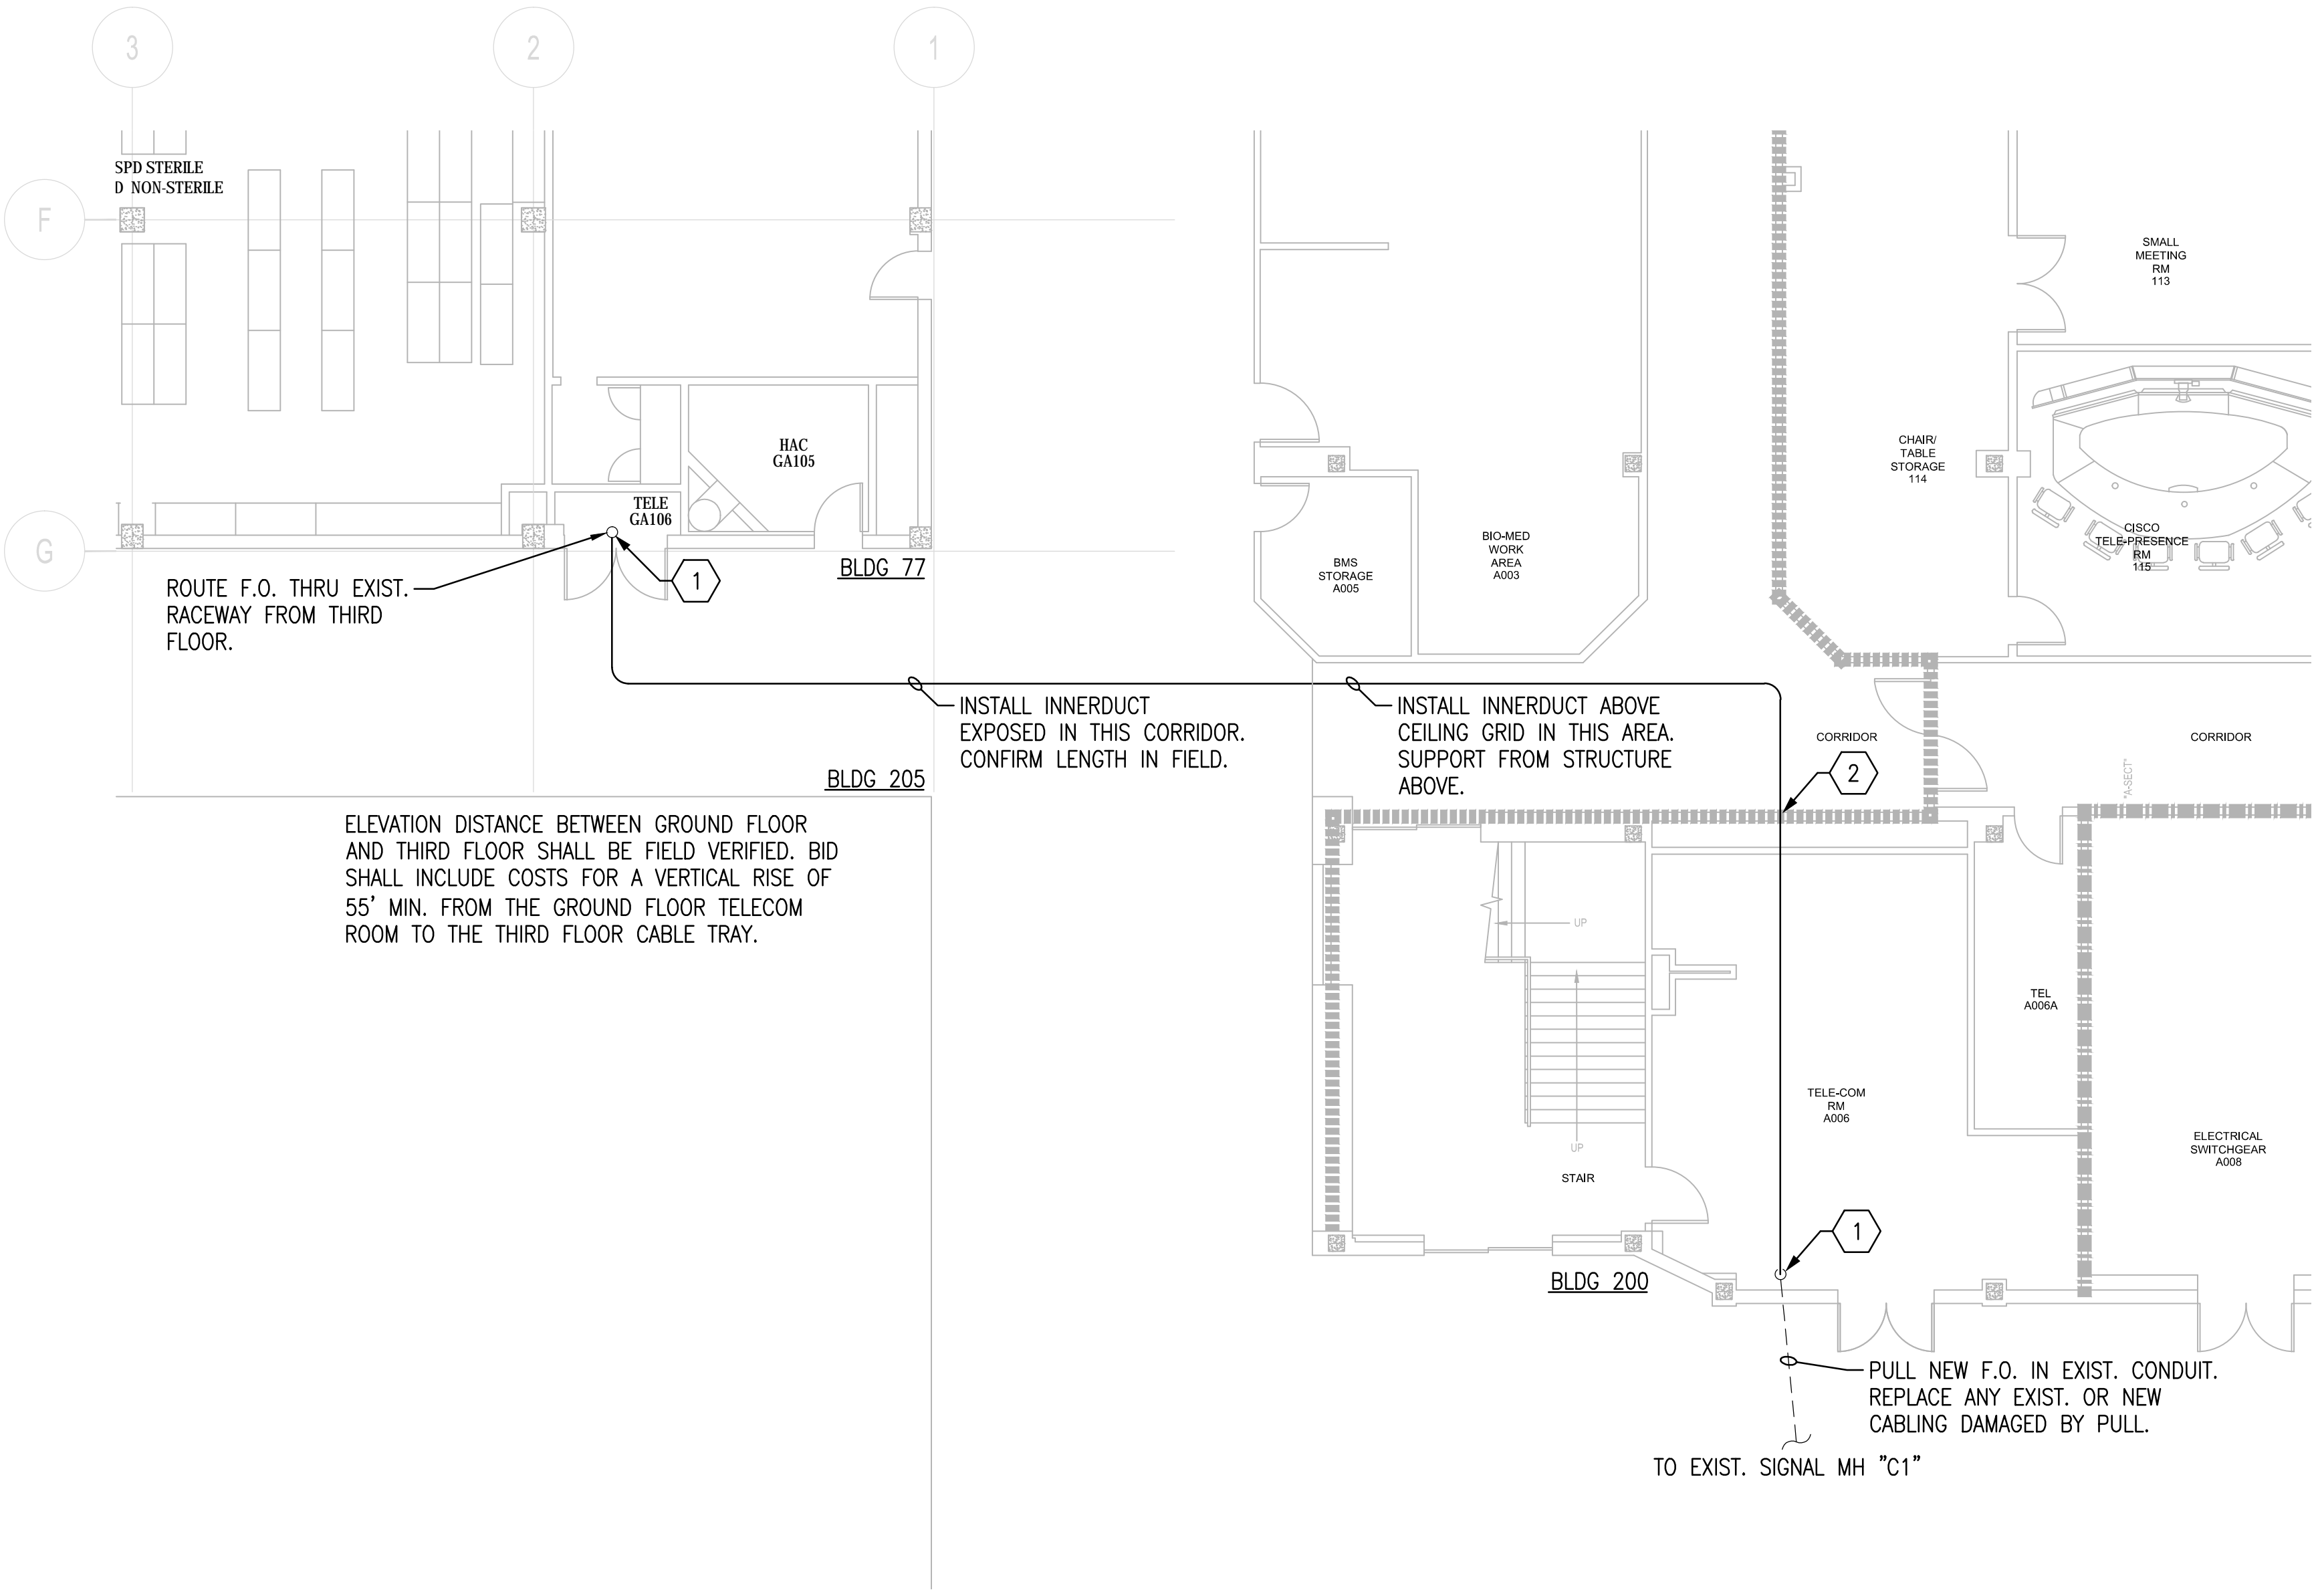 3
2
1
SPD STERILE
D NON-STERILE
F
SMALL
MEETING
RM
113
HAC
GA105
CHAIR/
TABLE
STORAGE
114
TELE
GA106
G
CISCO
TELE-PRESENCE
RM
115
BIO-MED
WORK
AREA
A003
BMS
STORAGE
A005
BLDG 77
1
ROUTE F.O. THRU EXIST.
RACEWAY FROM THIRD
FLOOR.
INSTALL INNERDUCT
EXPOSED IN THIS CORRIDOR.
CONFIRM LENGTH IN FIELD.
INSTALL INNERDUCT ABOVE
CEILING GRID IN THIS AREA.
SUPPORT FROM STRUCTURE
ABOVE.
CORRIDOR
2
CORRIDOR
"A-SECT"
BLDG 205
ELEVATION DISTANCE BETWEEN GROUND FLOOR
AND THIRD FLOOR SHALL BE FIELD VERIFIED. BID
SHALL INCLUDE COSTS FOR A VERTICAL RISE OF
55' MIN. FROM THE GROUND FLOOR TELECOM
ROOM TO THE THIRD FLOOR CABLE TRAY.
UP
TEL
A006A
TELE-COM
RM
A006
UP
ELECTRICAL
SWITCHGEAR
A008
STAIR
1
BLDG 200
PULL NEW F.O. IN EXIST. CONDUIT.
REPLACE ANY EXIST. OR NEW
CABLING DAMAGED BY PULL.
TO EXIST. SIGNAL MH "C1"